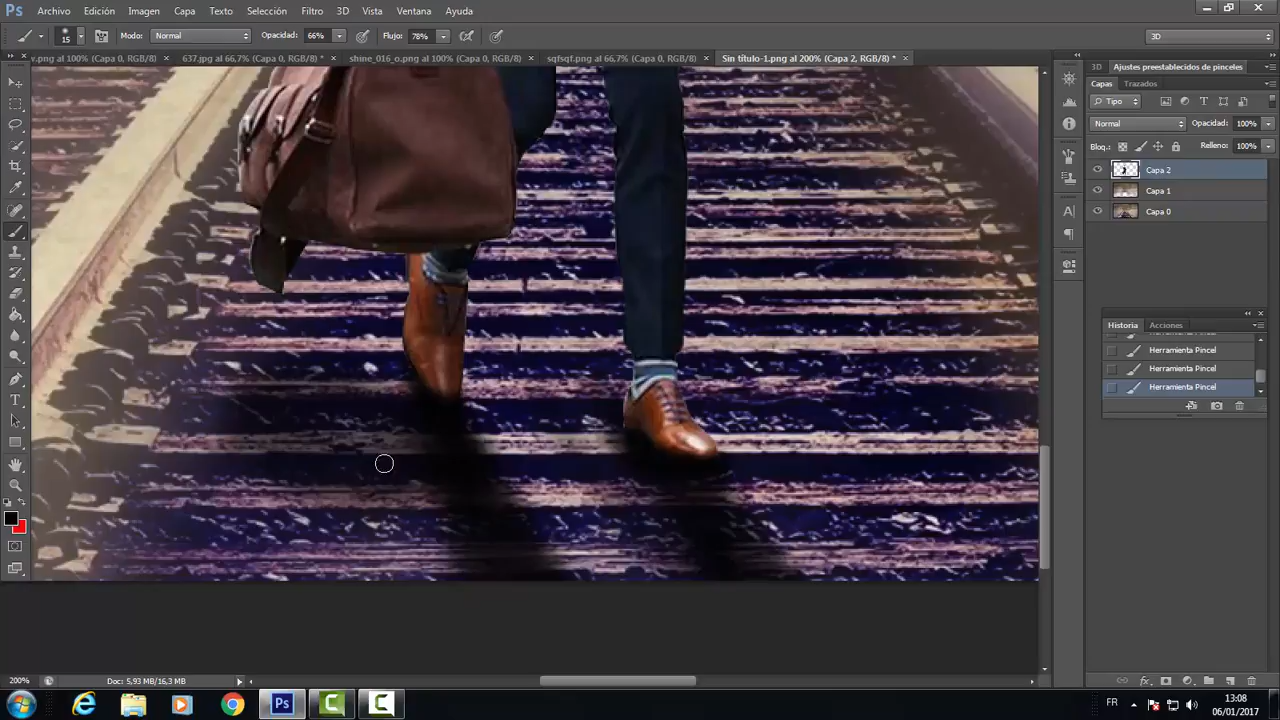 Ps Archivo Edición Imagen Capa Texto Selección Filtro 3D Vista Ventana Ayuda
15 Modo: Normal Opacidad: 66% Flujo: 78% 3D
v.png al 100% (Capa 0, RGB/8) × 637.jpg al 66,7% (Capa 0, RGB/8) * × shine_016_o.png al 100% (Capa 0, RGB/8) × sqfsqf.png al 66,7% (Capa 0, RGB/8) × Sin título-1.png al 200% (Capa 2, RGB/8) * ×
3D Ajustes preestablecidos de pinceles
Capas Trazados
Tipo
Normal Opacidad: 100%
Bloq.: Relleno: 100%
Capa 2
Capa 1
Capa 0
Historia Acciones
Herramienta Pincel
Herramienta Pincel
Herramienta Pincel
200% Doc: 5,93 MB/16,3 MB
FR 13:08
06/01/2017